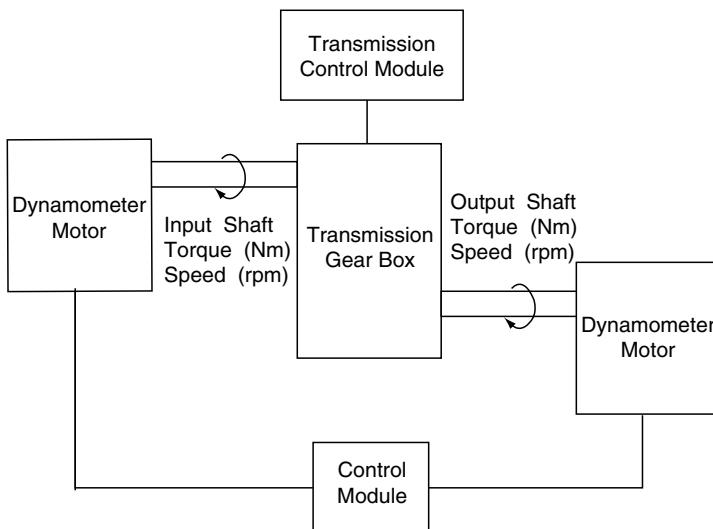 Transmission
Control Module
Dynamometer
Motor
Input Shaft
Torque (Nm)
Speed (rpm)
Transmission
Gear Box
Output Shaft
Torque (Nm)
Speed (rpm)
Dynamometer
Motor
Control
Module